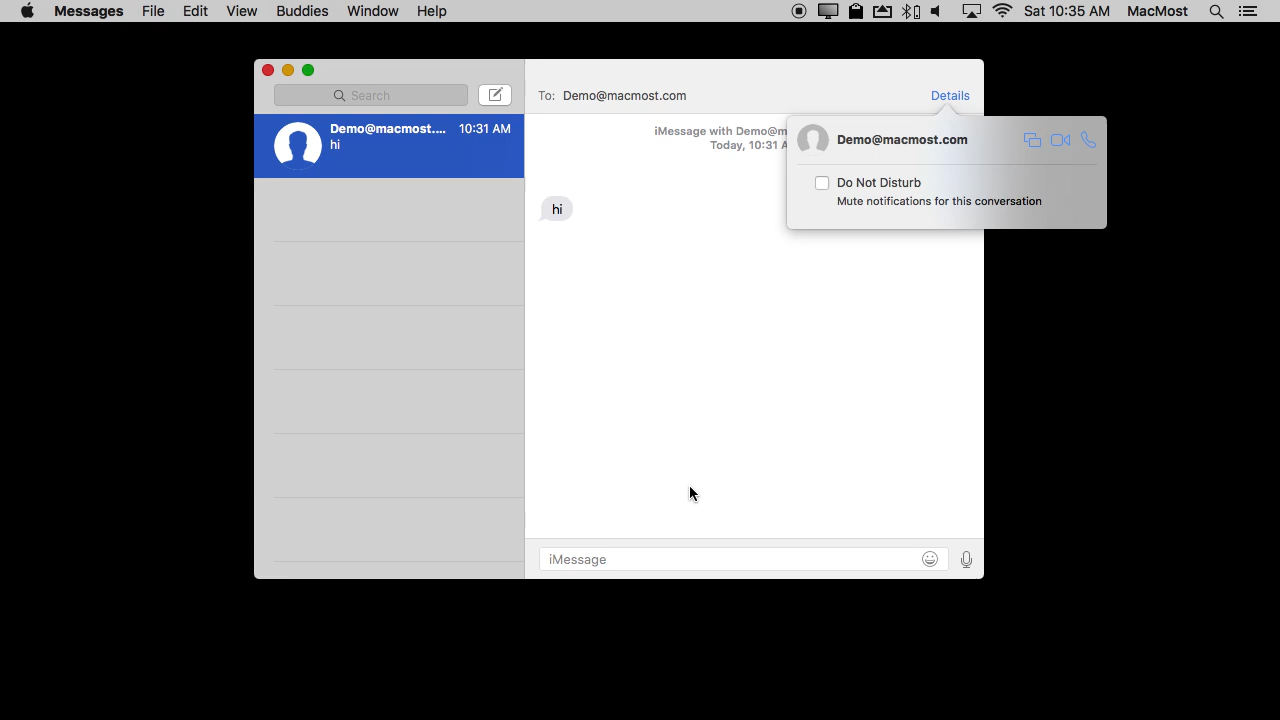 Messages File Edit View Buddies Window Help Sat 10:35 AM MacMost
Search
To: Demo@macmost.com Details
Demo@macmost.... 10:31 AM
hi
iMessage with Demo@m
Today, 10:31 A
Demo@macmost.com
Do Not Disturb
Mute notifications for this conversation
hi
iMessage